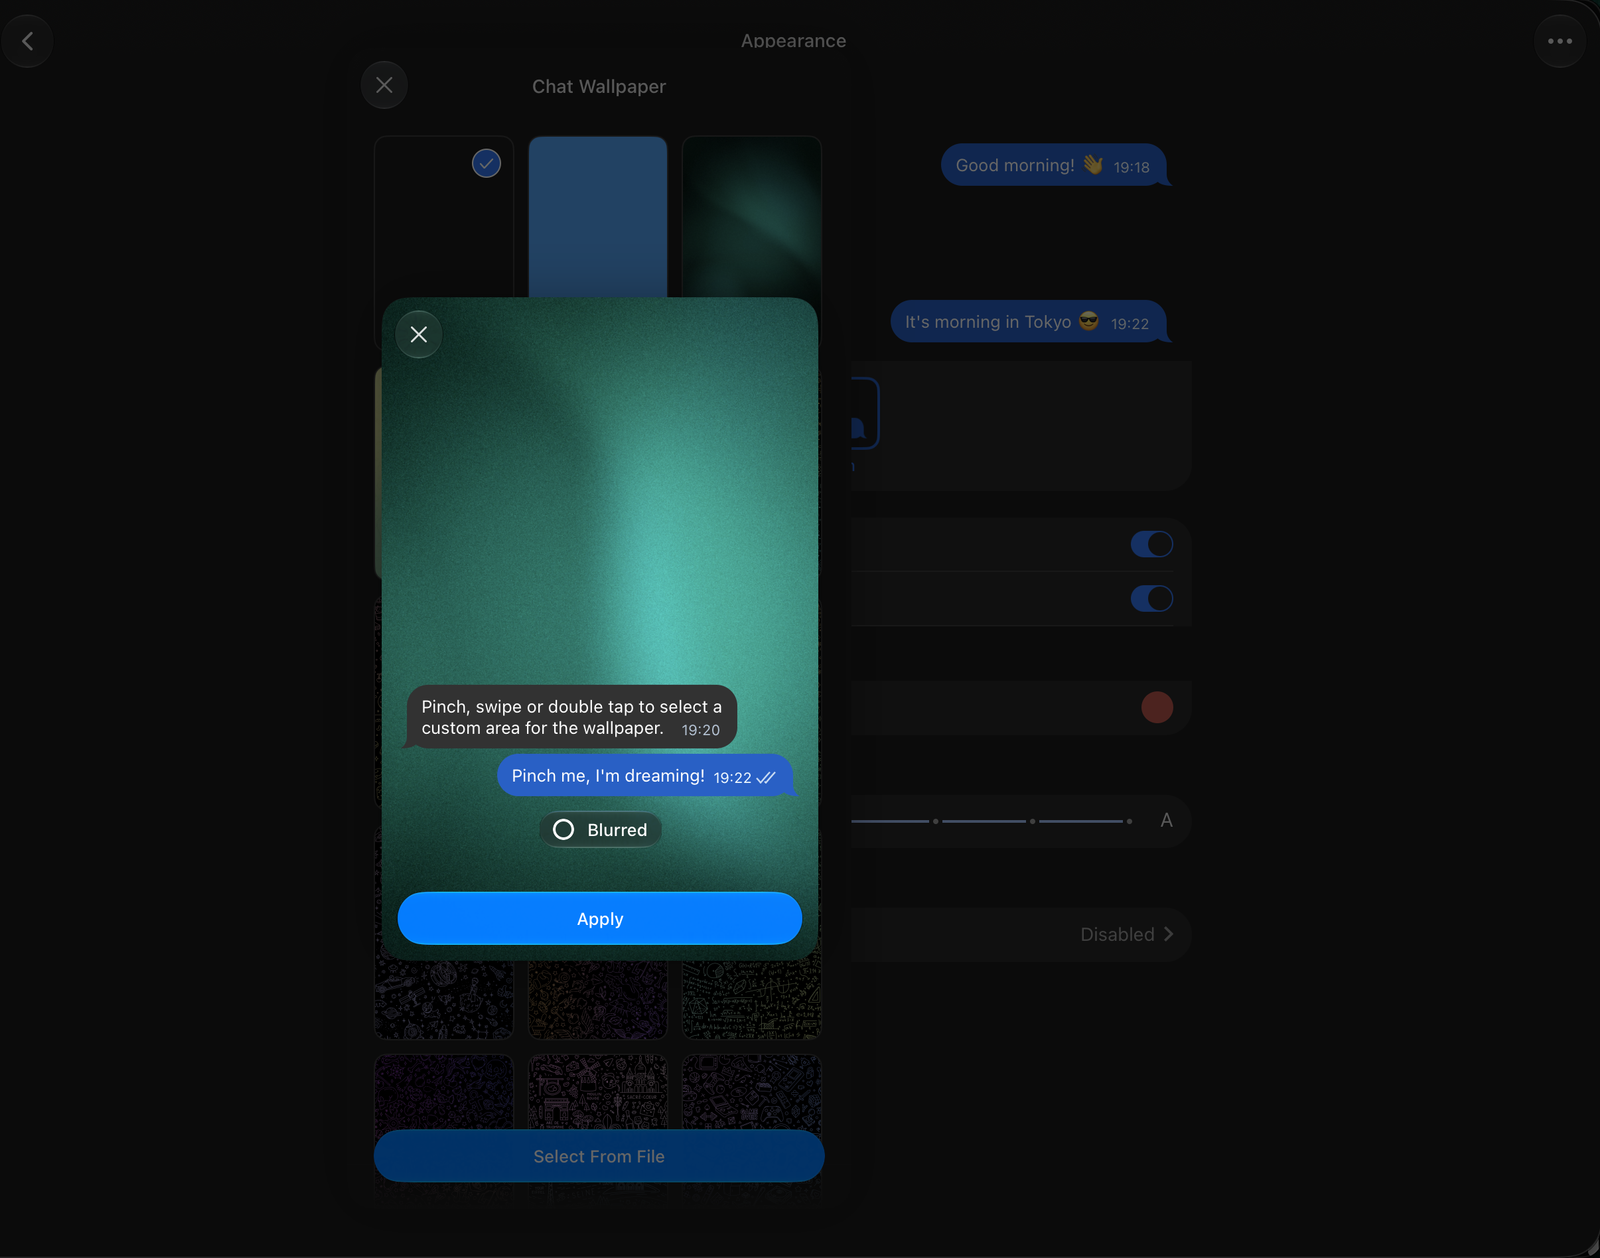 Appearance
Chat Wallpaper
Good morning! 👋 19:18
It's morning in Tokyo 😎 19:22
Pinch, swipe or double tap to select a
custom area for the wallpaper. 19:20
Pinch me, I'm dreaming! 19:22
Blurred
A
Apply
Disabled
Select From File